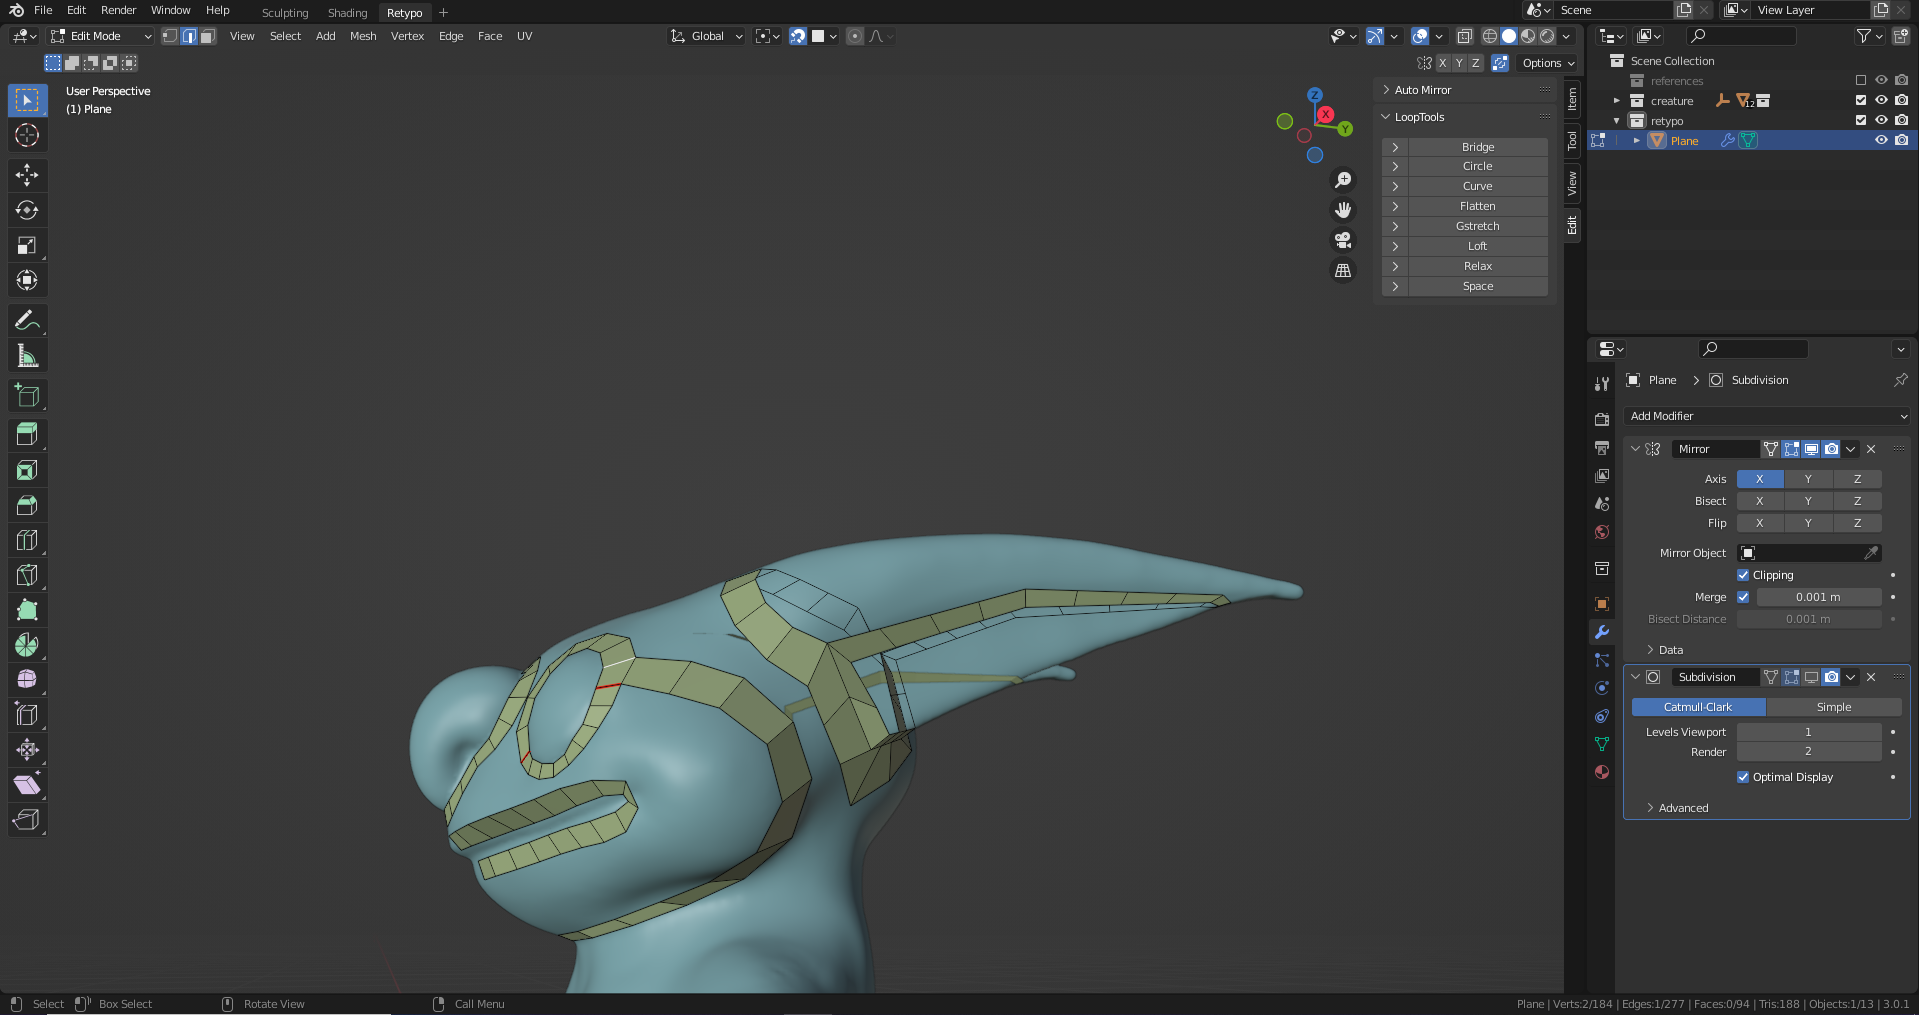 File Edit Render Window Help Sculpting Shading Retypo + Scene View Layer
Edit Mode View Select Add Mesh Vertex Edge Face UV Global
X Y Z Options
User Perspective
(1) Plane
Z
X
Y
Auto Mirror
LoopTools
Bridge
Circle
Curve
Flatten
Gstretch
Loft
Relax
Space
Item
Tool
View
Edit
Scene Collection
references
creature 12
retypo
Plane
Plane > Subdivision
Add Modifier
Mirror
Axis X Y Z
Bisect X Y Z
Flip X Y Z
Mirror Object
Clipping
Merge 0.001 m
Bisect Distance 0.001 m
Data
Subdivision
Catmull-Clark Simple
Levels Viewport 1
Render 2
Optimal Display
Advanced
Select Box Select Rotate View Call Menu Plane | Verts:2/184 | Edges:1/277 | Faces:0/94 | Tris:188 | Objects:1/13 | 3.0.1